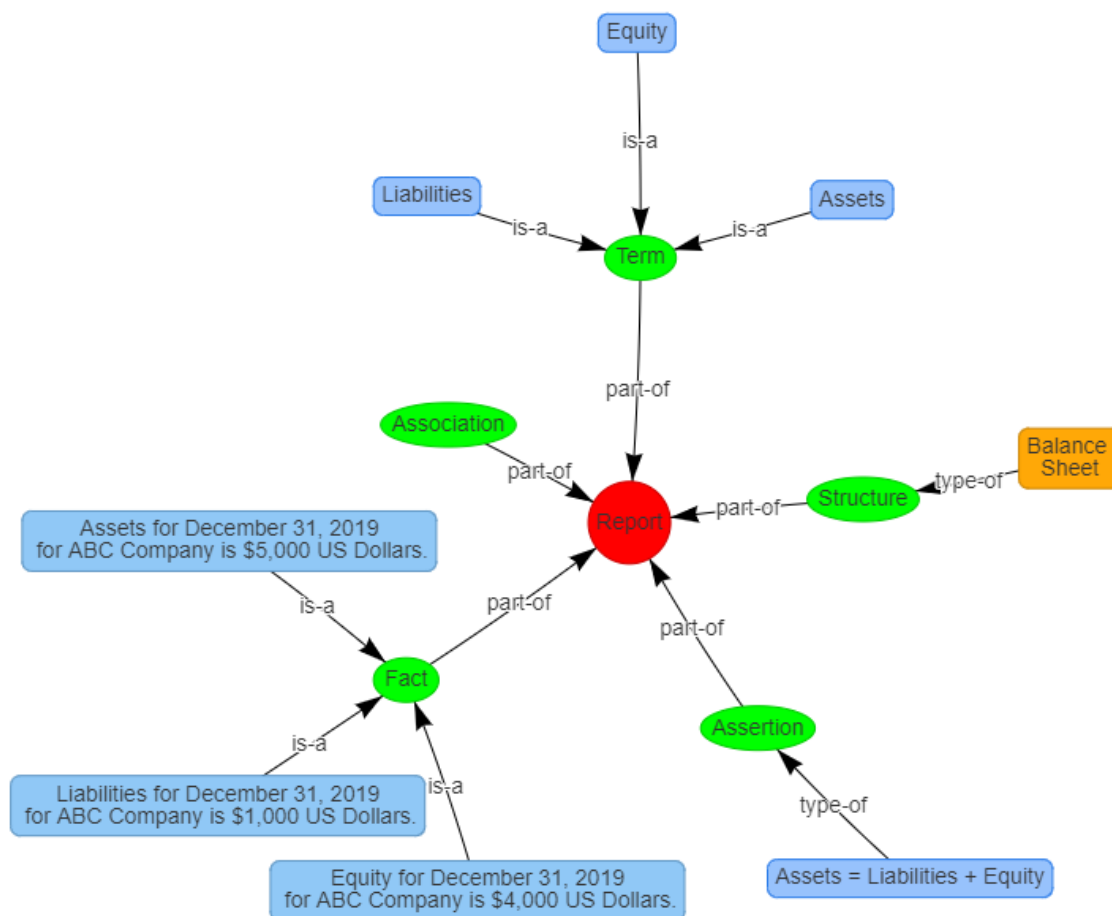 Equity
is-a
Liabilities
Assets
is-a
is-a
Term
part-of
Association
part-of
Balance
Sheet
type-of
Structure
part-of
Report
Assets for December 31, 2019
for ABC Company is $5,000 US Dollars.
is-a
part-of
part-of
Fact
Assertion
is-a
is-a
Liabilities for December 31, 2019
for ABC Company is $1,000 US Dollars.
type-of
Equity for December 31, 2019
for ABC Company is $4,000 US Dollars.
Assets = Liabilities + Equity